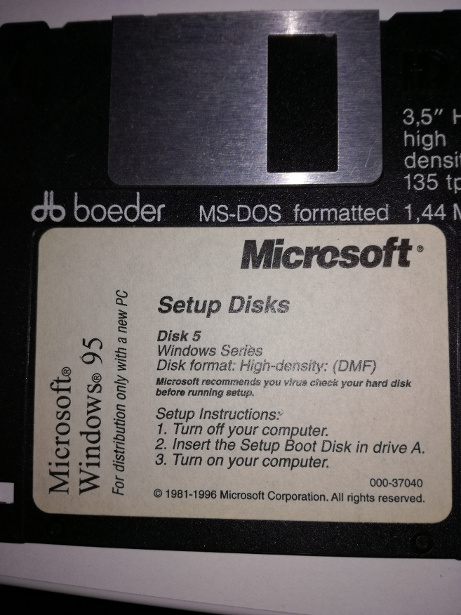 3,5" H
high
densit
135 tp
boeder
MS-DOS formatted 1,44 M
Microsoft®
Setup Disks
Disk 5
Windows Series
Disk format: High-density: (DMF)
Microsoft recommends you virus check your hard disk
before running setup.
Setup Instructions:
1. Turn off your computer.
2. Insert the Setup Boot Disk in drive A.
3. Turn on your computer.
000-37040
© 1981-1996 Microsoft Corporation. All rights reserved.
Microsoft®
Windows® 95
For distribution only with a new PC